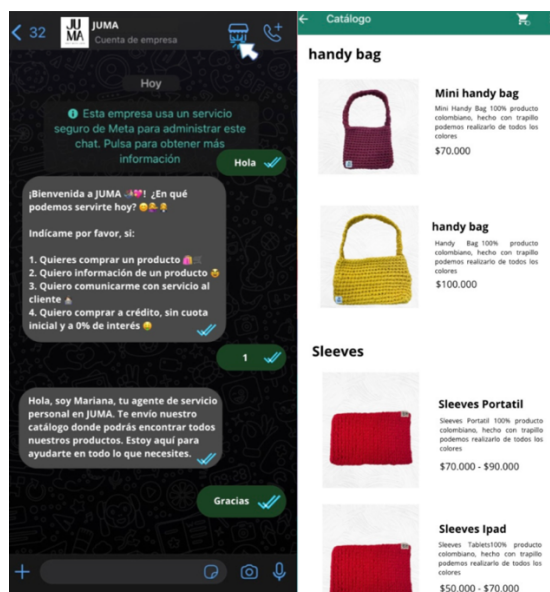 32
JU
MA
JUMA
Cuenta de empresa
Hoy
Esta empresa usa un servicio
seguro de Meta para administrar este
chat. Pulsa para obtener más
información
Hola
¡Bienvenida a JUMA ! ¿En qué
podemos servirte hoy?
Indícame por favor, si:
1. Quieres comprar un producto
2. Quiero información de un producto
3. Quiero comunicarme con servicio al
cliente
4. Quiero comprar a crédito, sin cuota
inicial y a 0% de interés
1
Hola, soy Mariana, tu agente de servicio
personal en JUMA. Te envío nuestro
catálogo donde podrás encontrar todos
nuestros productos. Estoy aquí para
ayudarte en todo lo que necesites.
Gracias
Catálogo
handy bag
Mini handy bag
Mini Handy Bag 100% producto
colombiano, hecho con trapillo
podemos realizarlo de todos los
colores
$70.000
handy bag
Handy Bag 100% producto
colombiano, hecho con trapillo
podemos realizarlo de todos los
colores
$100.000
Sleeves
Sleeves Portatil
Sleeves Portatil 100% producto
colombiano, hecho con trapillo
podemos realizarlo de todos los
colores
$70.000 - $90.000
Sleeves Ipad
Sleeves Tablets100% producto
colombiano, hecho con trapillo
podemos realizarlo de todos los
colores
$50.000 - $70.000